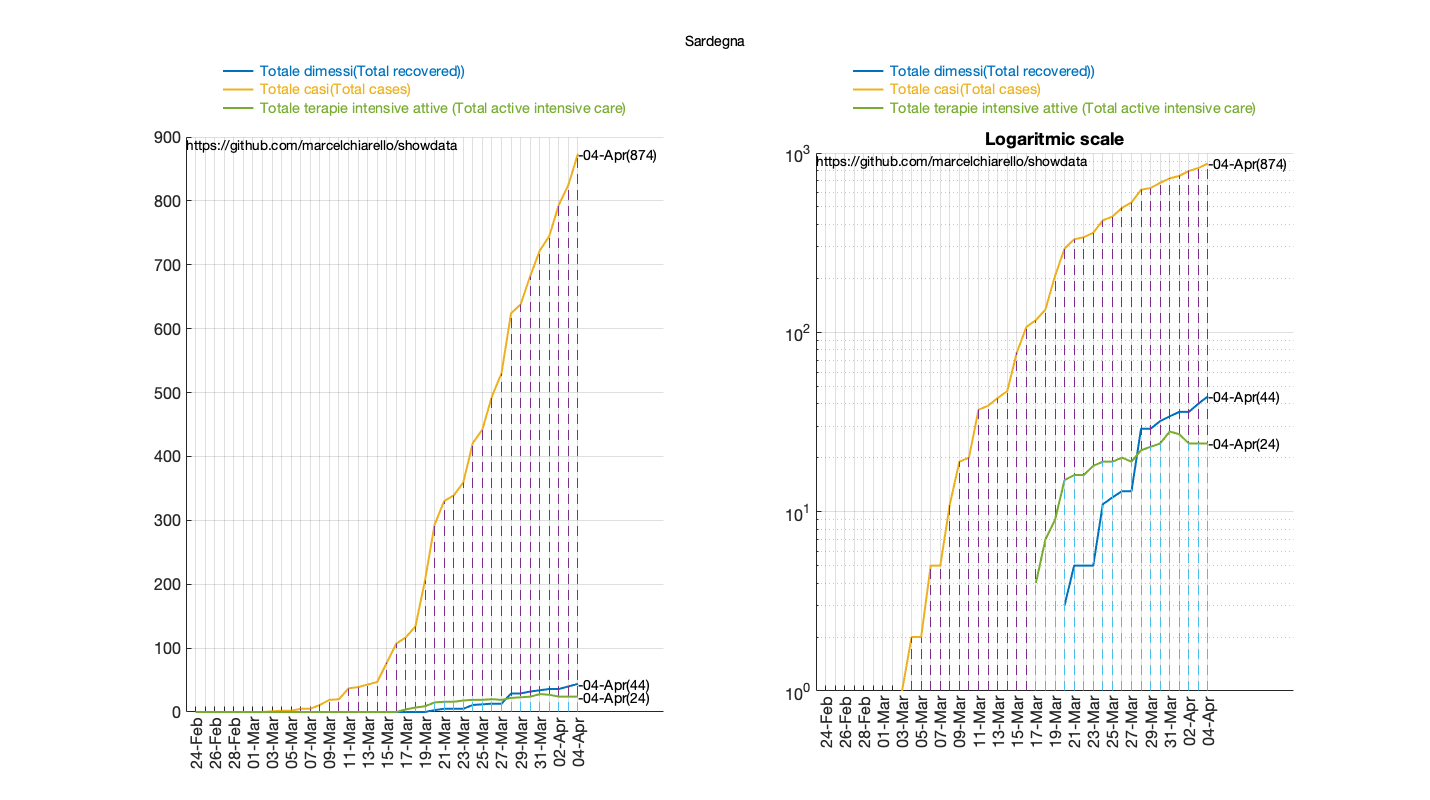 Sardegna
Totale dimessi(Total recovered))
Totale casi(Total cases)
Totale terapie intensive attive (Total active intensive care)
900
800
700
600
500
400
300
200
100
0
https://github.com/marcelchiarello/showdata
-04-Apr(874)
-04-Apr(44)
-04-Apr(24)
24-Feb
26-Feb
28-Feb
01-Mar
03-Mar
05-Mar
07-Mar
09-Mar
11-Mar
13-Mar
15-Mar
17-Mar
19-Mar
21-Mar
23-Mar
25-Mar
27-Mar
29-Mar
31-Mar
02-Apr
04-Apr
Totale dimessi(Total recovered))
Totale casi(Total cases)
Totale terapie intensive attive (Total active intensive care)
Logaritmic scale
10³
10²
10¹
10⁰
https://github.com/marcelchiarello/showdata
-04-Apr(874)
-04-Apr(44)
-04-Apr(24)
24-Feb
26-Feb
28-Feb
01-Mar
03-Mar
05-Mar
07-Mar
09-Mar
11-Mar
13-Mar
15-Mar
17-Mar
19-Mar
21-Mar
23-Mar
25-Mar
27-Mar
29-Mar
31-Mar
02-Apr
04-Apr